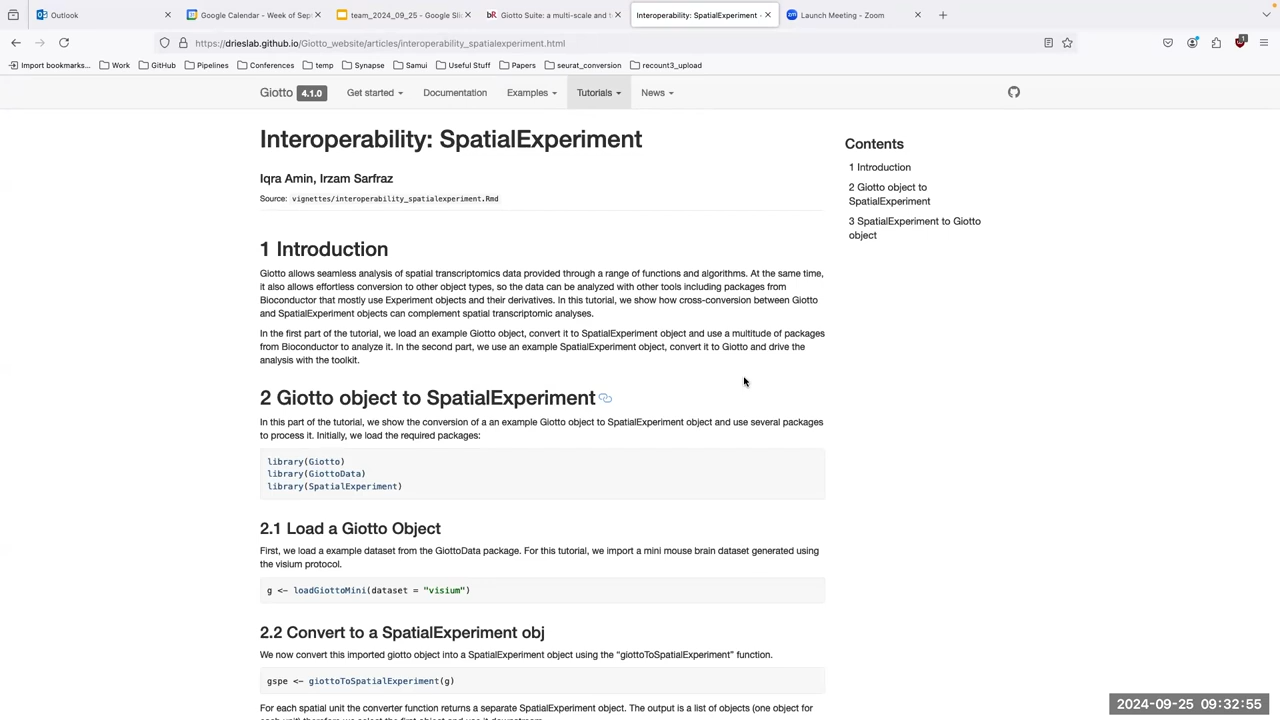 Outlook
Google Calendar - Week of Sep
team_2024_09_25 - Google Sli
bR Giotto Suite: a multi-scale and t
Interoperability: SpatialExperiment
Launch Meeting - Zoom
https://drieslab.github.io/Giotto_website/articles/interoperability_spatialexperiment.html
1
Import bookmarks...
Work
GitHub
Pipelines
Conferences
temp
Synapse
Samui
Useful Stuff
Papers
seurat_conversion
recount3_upload
Giotto 4.1.0 Get started Documentation Examples Tutorials News
Interoperability: SpatialExperiment
Iqra Amin, Irzam Sarfraz
Source: vignettes/interoperability_spatialexperiment.Rmd
1 Introduction
Giotto allows seamless analysis of spatial transcriptomics data provided through a range of functions and algorithms. At the same time,
it also allows effortless conversion to other object types, so the data can be analyzed with other tools including packages from
Bioconductor that mostly use Experiment objects and their derivatives. In this tutorial, we show how cross-conversion between Giotto
and SpatialExperiment objects can complement spatial transcriptomic analyses.
In the first part of the tutorial, we load an example Giotto object, convert it to SpatialExperiment object and use a multitude of packages
from Bioconductor to analyze it. In the second part, we use an example SpatialExperiment object, convert it to Giotto and drive the
analysis with the toolkit.
2 Giotto object to SpatialExperiment
In this part of the tutorial, we show the conversion of a an example Giotto object to SpatialExperiment object and use several packages
to process it. Initially, we load the required packages:
library(Giotto)
library(GiottoData)
library(SpatialExperiment)
2.1 Load a Giotto Object
First, we load a example dataset from the GiottoData package. For this tutorial, we import a mini mouse brain dataset generated using
the visium protocol.
g <- loadGiottoMini(dataset = "visium")
2.2 Convert to a SpatialExperiment obj
We now convert this imported giotto object into a SpatialExperiment object using the “giottoToSpatialExperiment” function.
gspe <- giottoToSpatialExperiment(g)
For each spatial unit the converter function returns a separate SpatialExperiment object. The output is a list of objects (one object for
each unit) therefore we select the first object and use it downstream.
Contents
1 Introduction
2 Giotto object to
SpatialExperiment
3 SpatialExperiment to Giotto
object
2024-09-25 09:32:55